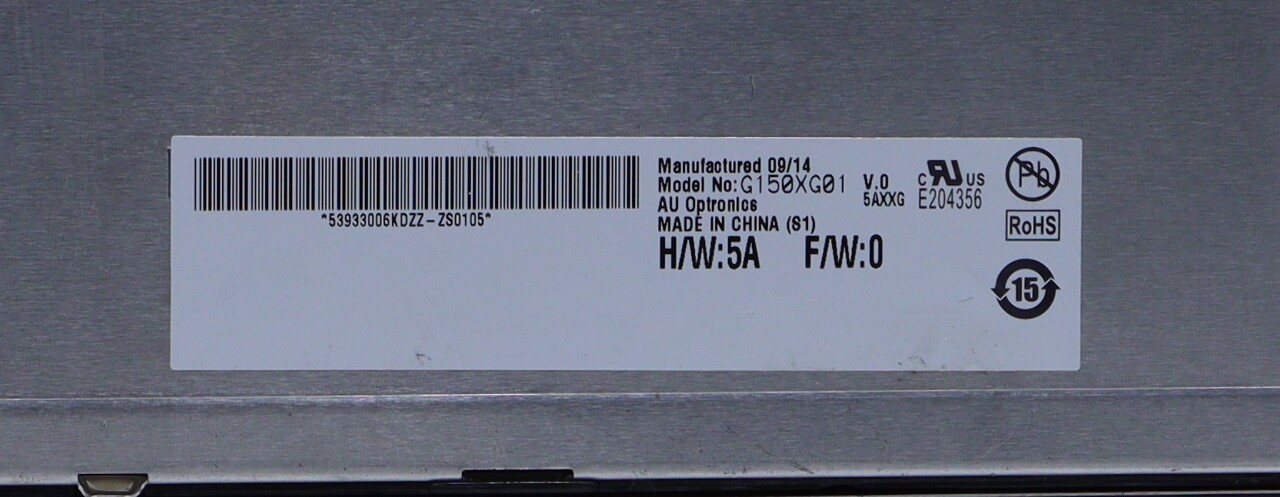 *53933006KDZZ-ZS0105*
Manufactured 09/14
Model No:G150XG01 V.0
5AXXG
AU Optronics
MADE IN CHINA (S1)
H/W:5A F/W:0
C RU US
E204356
Pb
RoHS
15